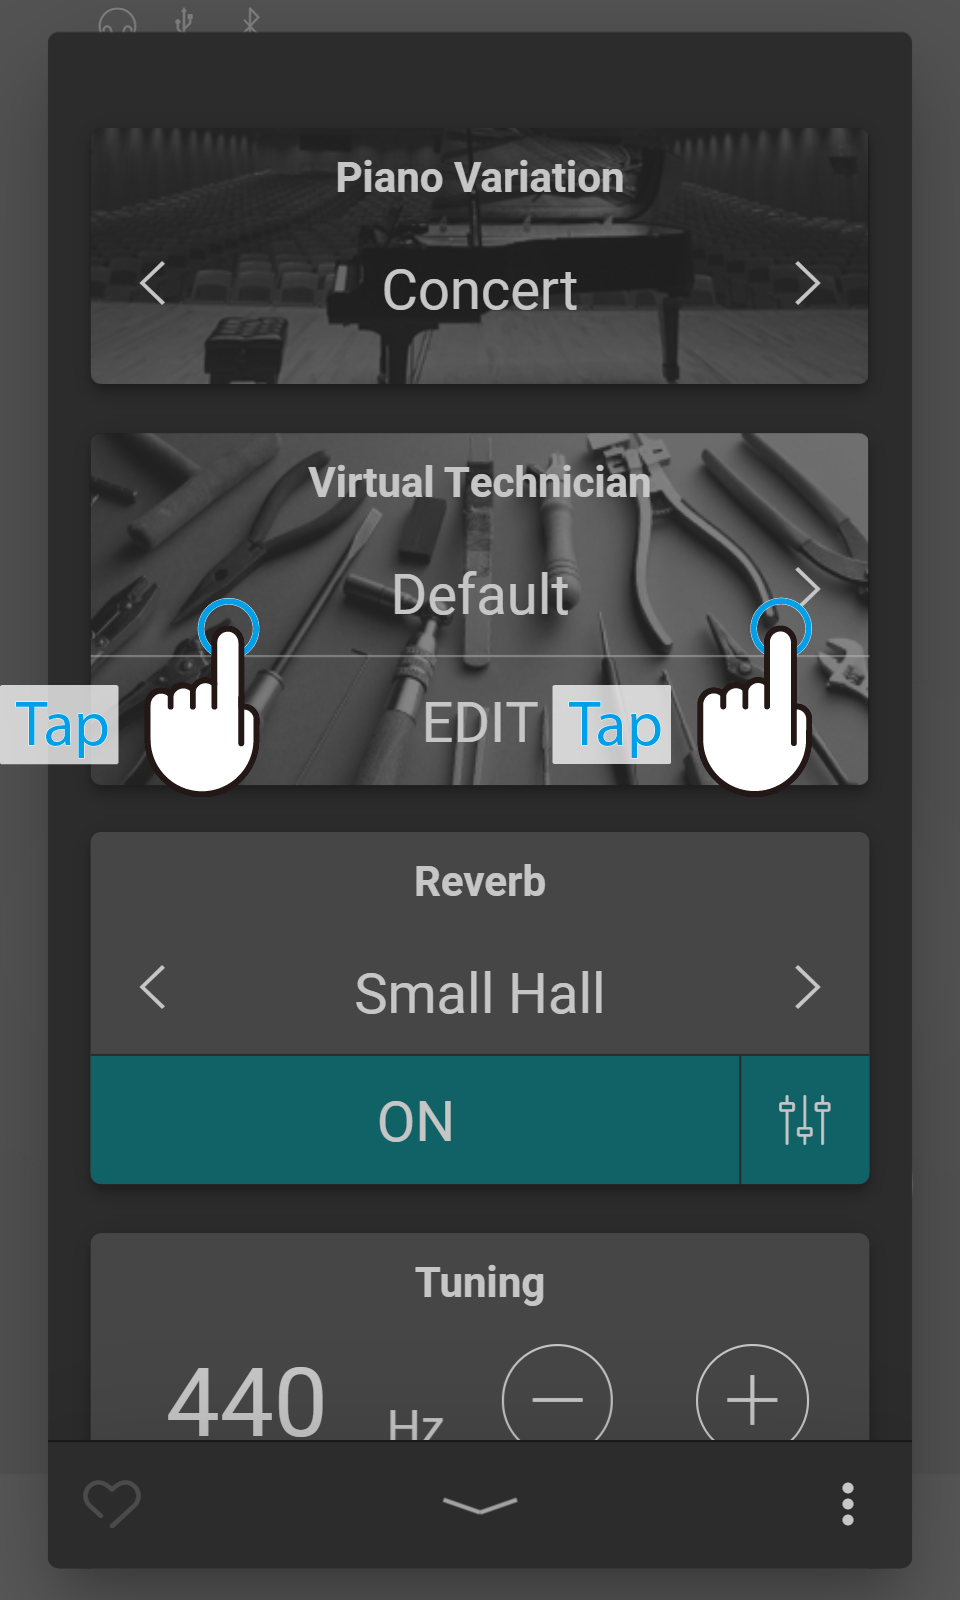 Piano Variation
Concert
Virtual Technician
Default
Tap
EDIT
Tap
Reverb
Small Hall
ON
Tuning
440 Hz